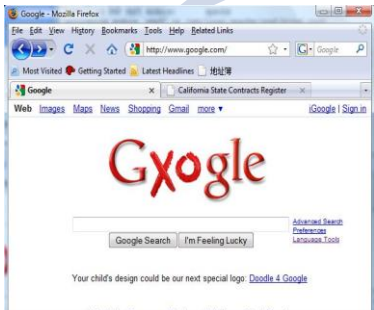 Google - Mozilla Firefox
File Edit View History Bookmarks Tools Help Related Links
http://www.google.com/ Google
Most Visited Getting Started Latest Headlines 地址簿
Google California State Contracts Register
Web Images Maps News Shopping Gmail more iGoogle | Sign in
Gxogle
Advanced Search
Preferences
Language Tools
Google Search I'm Feeling Lucky
Your child's design could be our next special logo: Doodle 4 Google